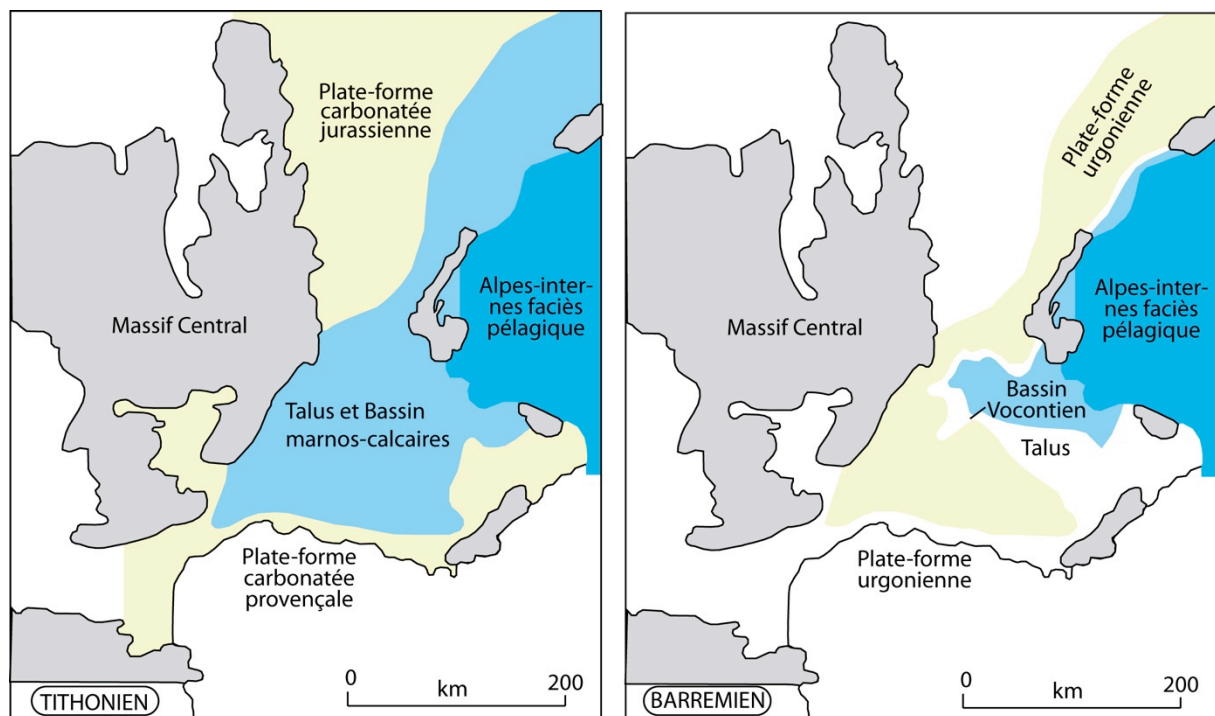 Plate-forme
carbonatée
jurassienne
Massif Central
Alpes-inter-
nes faciès
pélagique
Talus et Bassin
marnos-calcaires
Plate-forme
carbonatée
provençale
0
200
km
TITHONIEN
Plate-forme
urgonienne
Massif Central
Alpes-inter-
nes faciès
pélagique
Bassin
Vocontien
Talus
Plate-forme
urgonienne
0
200
km
BARREMIEN